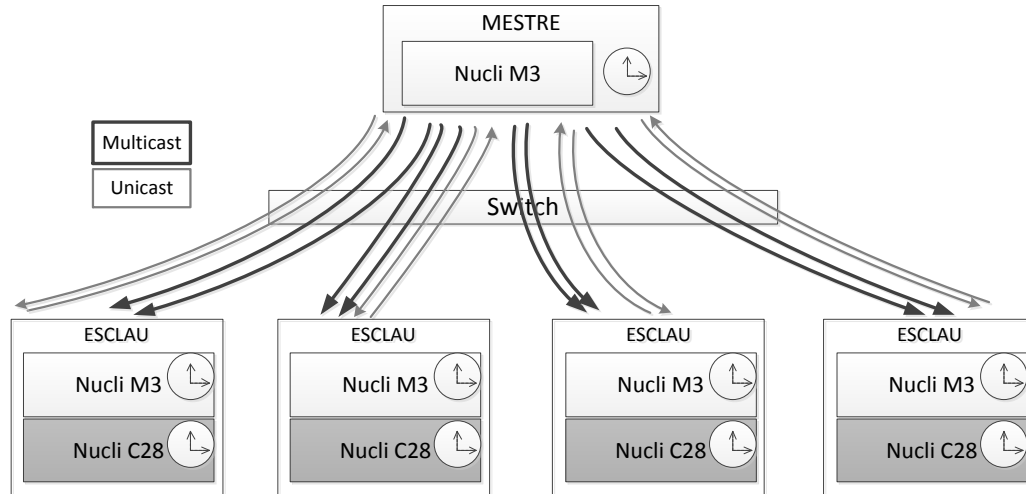 MESTRE
Nucli M3
Multicast
Unicast
Switch
ESCLAU
Nucli M3
Nucli C28
ESCLAU
Nucli M3
Nucli C28
ESCLAU
Nucli M3
Nucli C28
ESCLAU
Nucli M3
Nucli C28